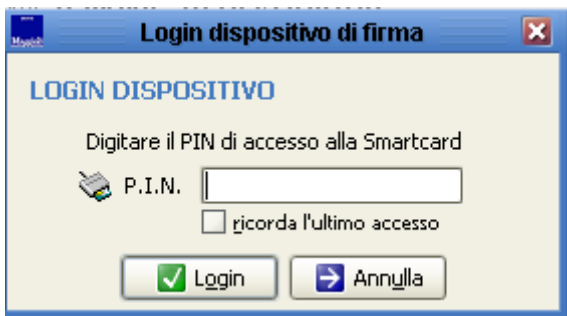 Login dispositivo di firma
LOGIN DISPOSITIVO
Digitare il PIN di accesso alla Smartcard
P.I.N.
ricorda l'ultimo accesso
Login
Annulla